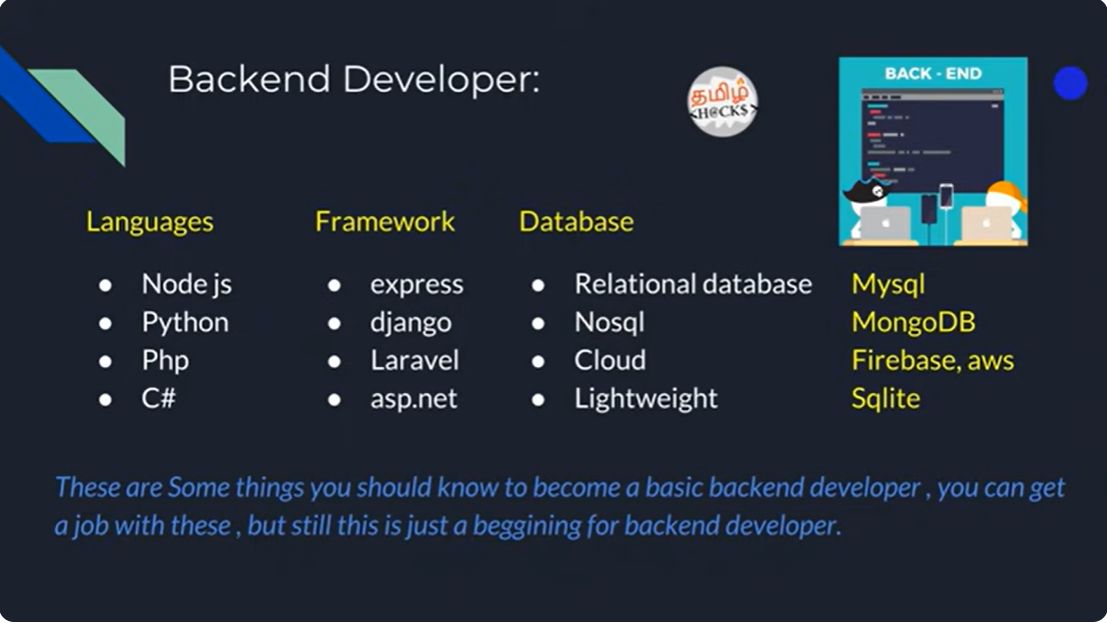 Backend Developer:
தமிழ்
<H@CK$>
BACK - END
Languages
Framework
Database
Node js
express
Relational database
Mysql
Python
django
Nosql
MongoDB
Php
Laravel
Cloud
Firebase, aws
C#
asp.net
Lightweight
Sqlite
These are Some things you should know to become a basic backend developer , you can get
a job with these , but still this is just a beggining for backend developer.